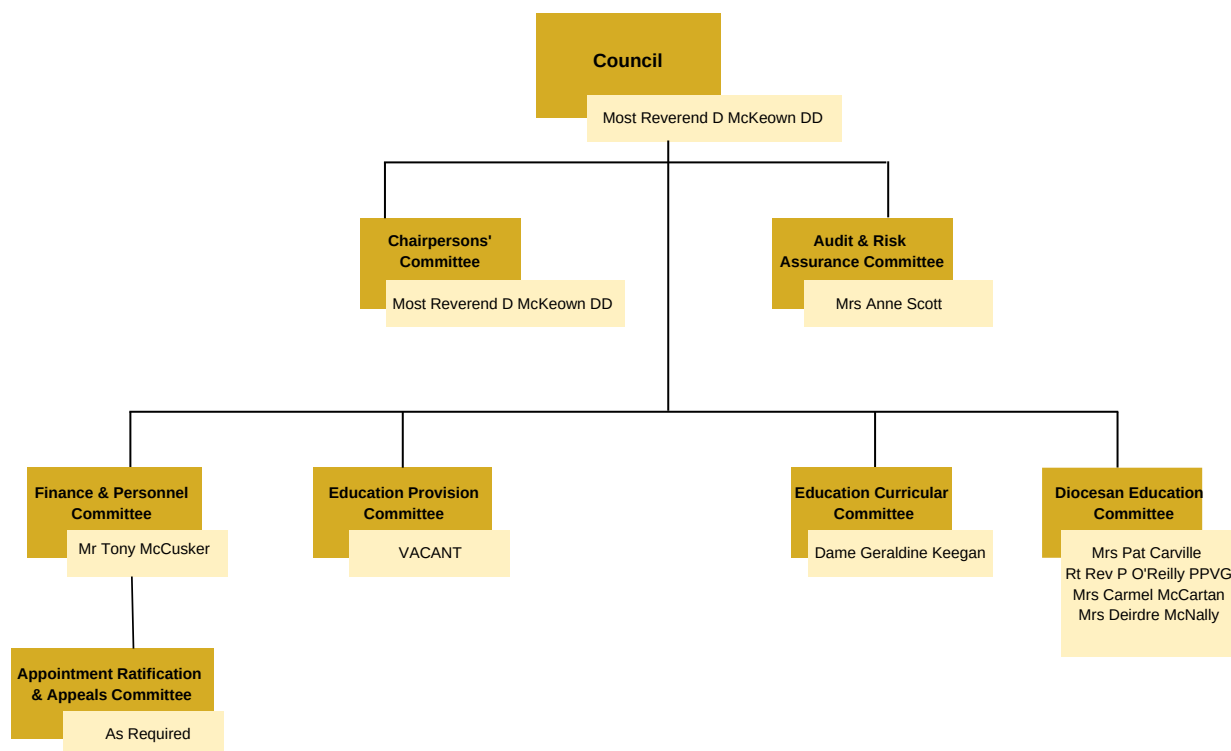 Council
Most Reverend D McKeown DD
Chairpersons'
Committee
Most Reverend D McKeown DD
Audit & Risk
Assurance Committee
Mrs Anne Scott
Finance & Personnel
Committee
Mr Tony McCusker
Education Provision
Committee
VACANT
Education Curricular
Committee
Dame Geraldine Keegan
Diocesan Education
Committee
Mrs Pat Carville
Rt Rev P O'Reilly PPVG
Mrs Carmel McCartan
Mrs Deirdre McNally
Appointment Ratification
& Appeals Committee
As Required